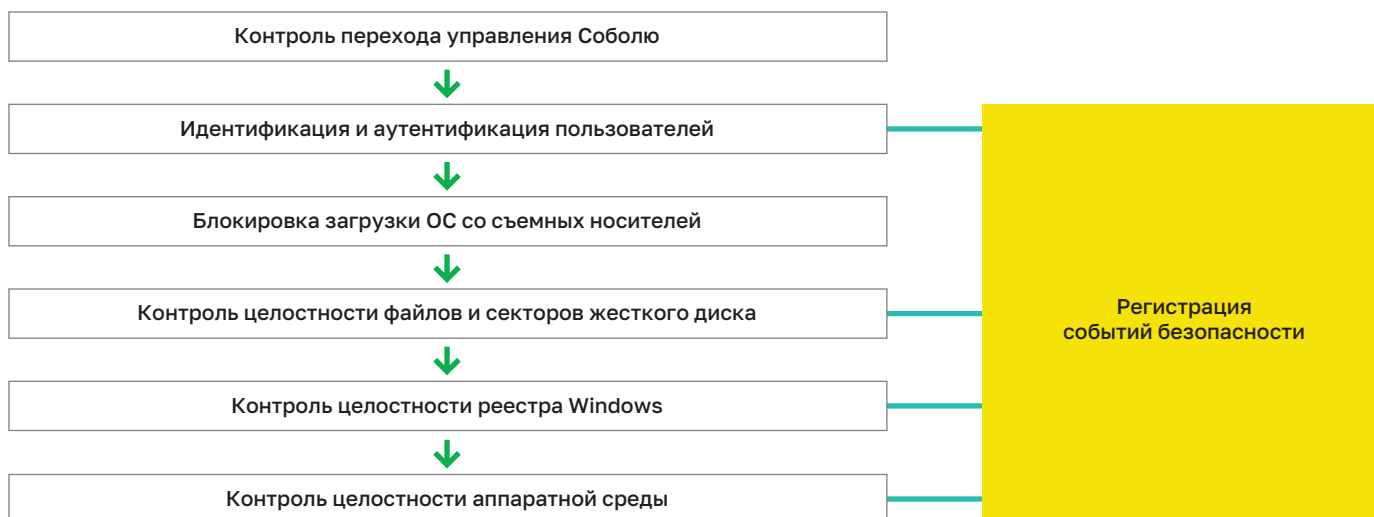 Контроль перехода управления Соболю
Идентификация и аутентификация пользователей
Блокировка загрузки ОС со съемных носителей
Контроль целостности файлов и секторов жесткого диска
Контроль целостности реестра Windows
Контроль целостности аппаратной среды
Регистрация
событий безопасности